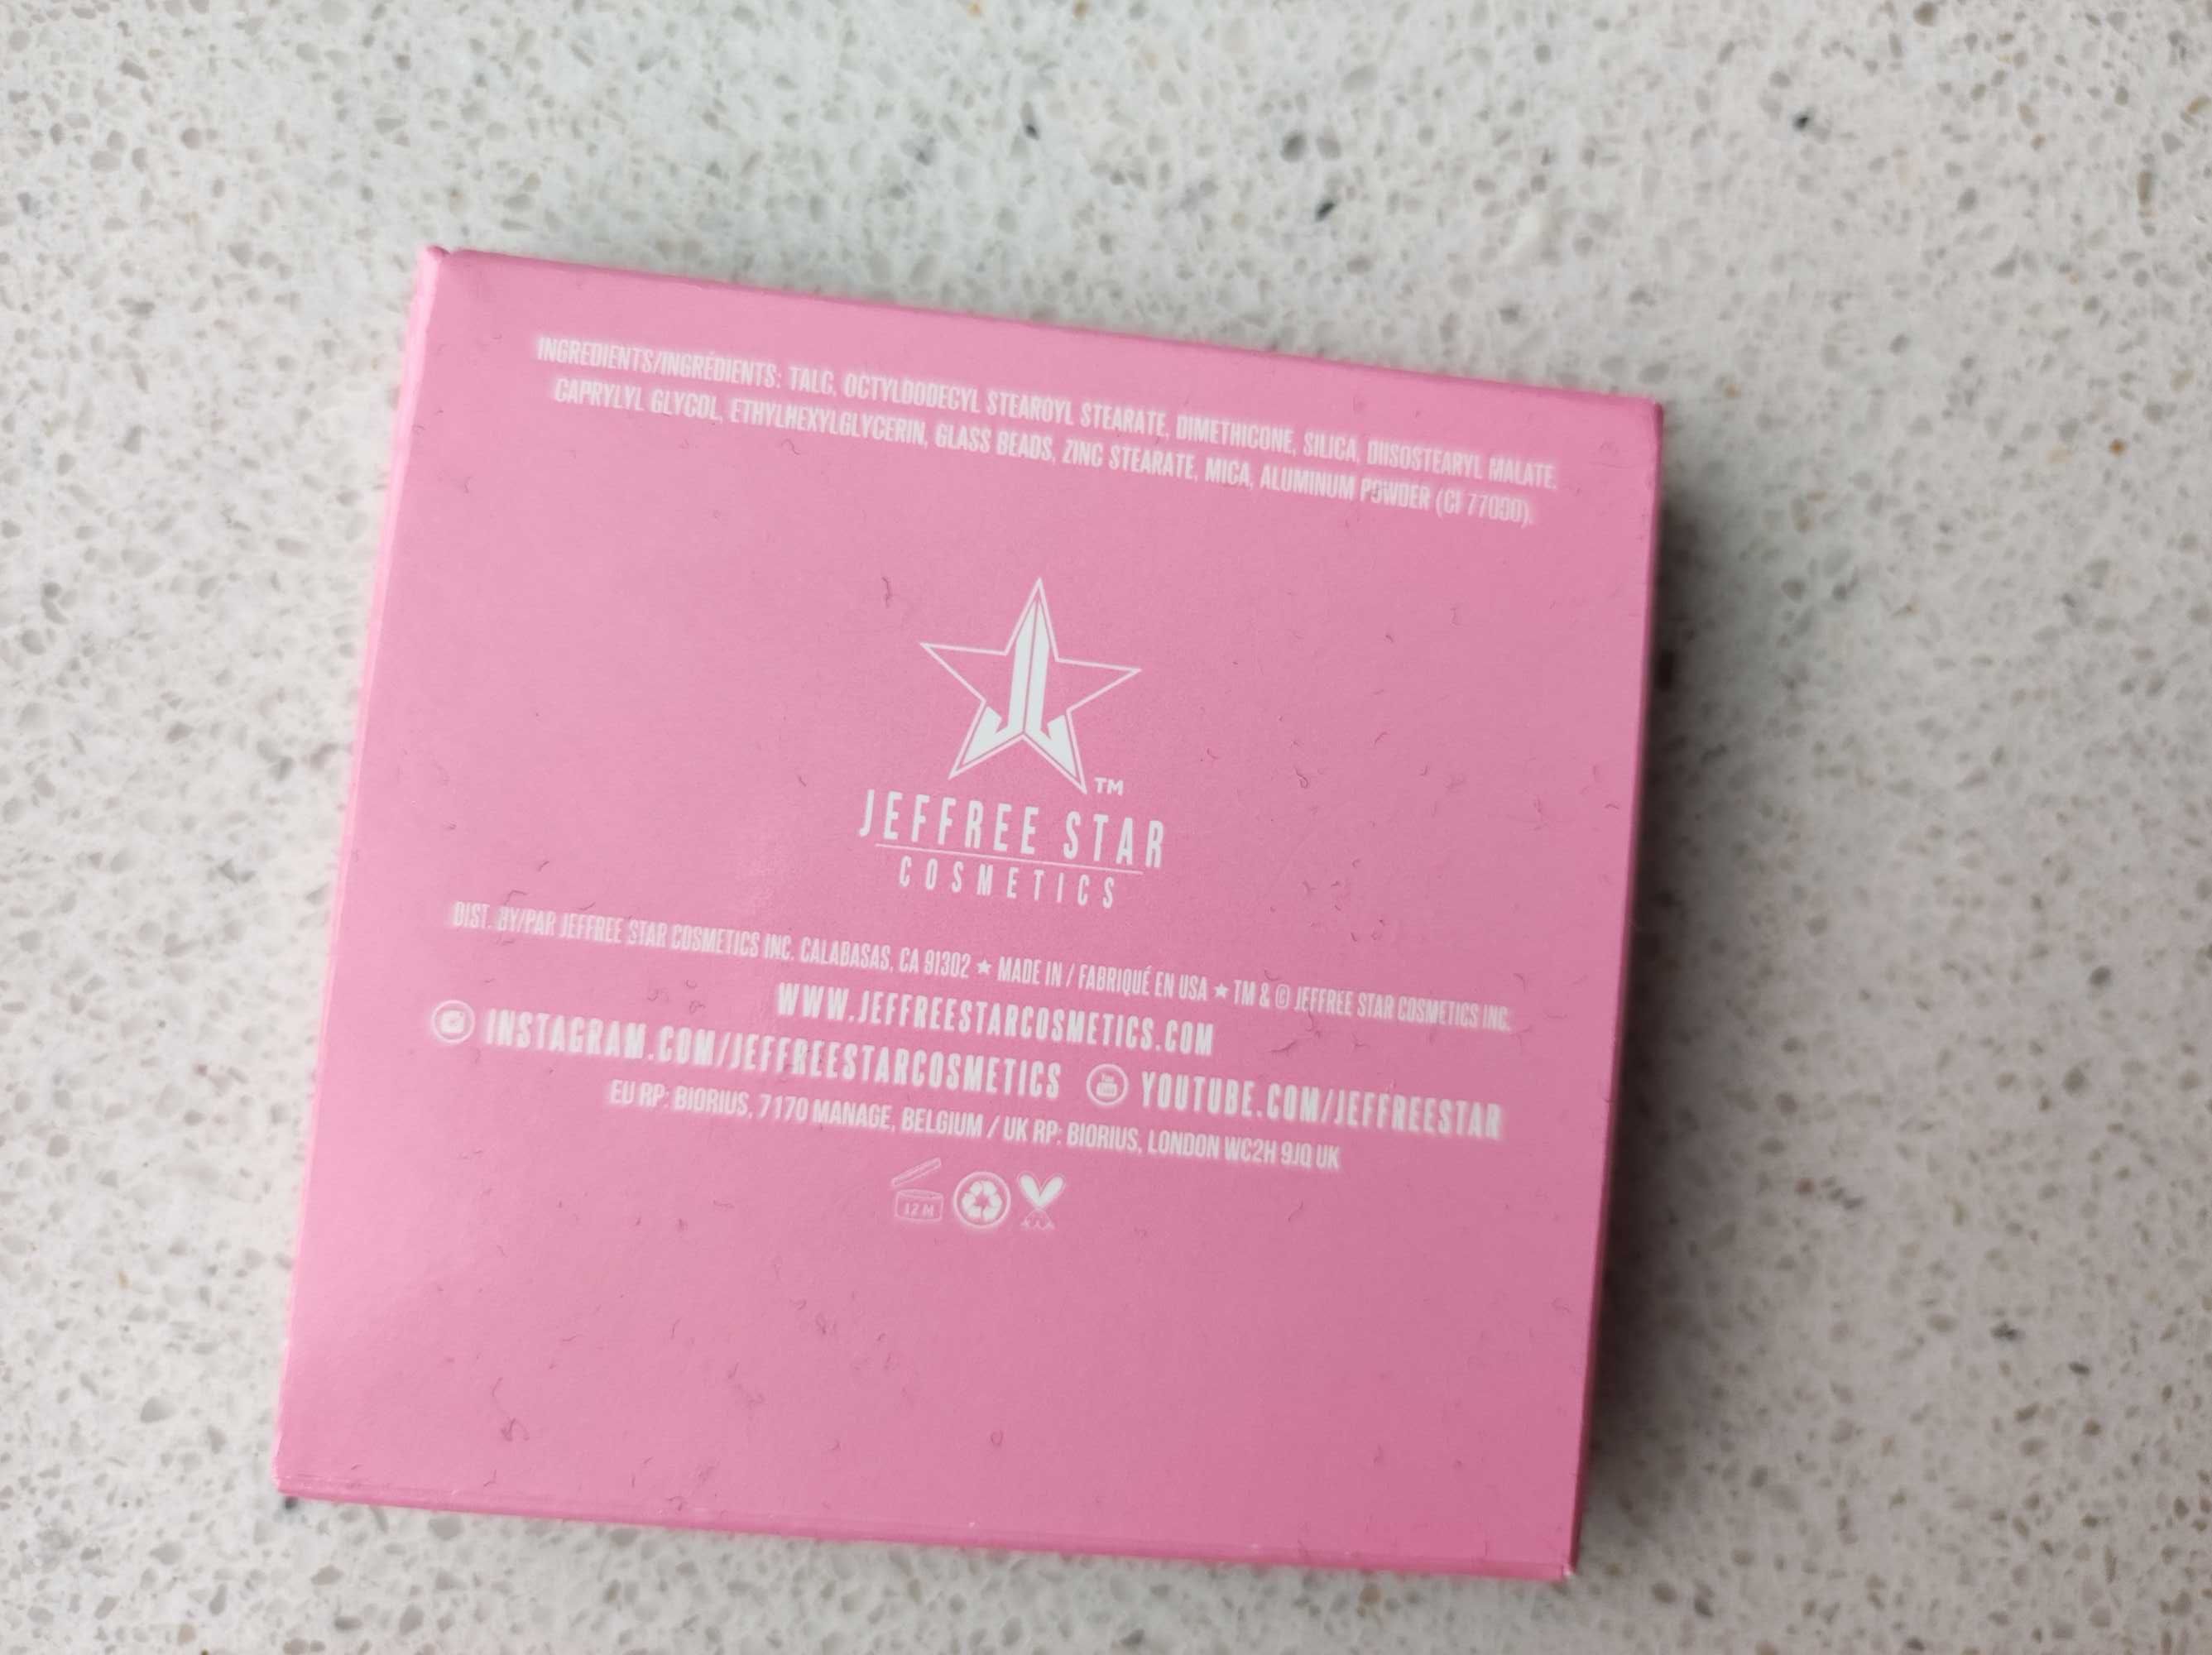 INGREDIENTS/INGRÉDIENTS: TALC, OCTYLDODECYL STEAROYL STEARATE, DIMETHICONE, SILICA, DIISOSTEARYL MALATE,
CAPRYLYL GLYCOL, ETHYLHEXYLGLYCERIN, GLASS BEADS, ZINC STEARATE, MICA, ALUMINUM POWDER (CI 77000).
TM
JEFFREE STAR
COSMETICS
DIST. BY/PAR JEFFREE STAR COSMETICS INC. CALABASAS, CA 91302 ★ MADE IN / FABRIQUÉ EN USA ★ TM & © JEFFREE STAR COSMETICS INC.
WWW.JEFFREESTARCOSMETICS.COM
INSTAGRAM.COM/JEFFREESTARCOSMETICS YOUTUBE.COM/JEFFREESTAR
EU RP: BIORIUS, 7170 MANAGE, BELGIUM / UK RP: BIORIUS, LONDON WC2H 9JQ UK
12 M